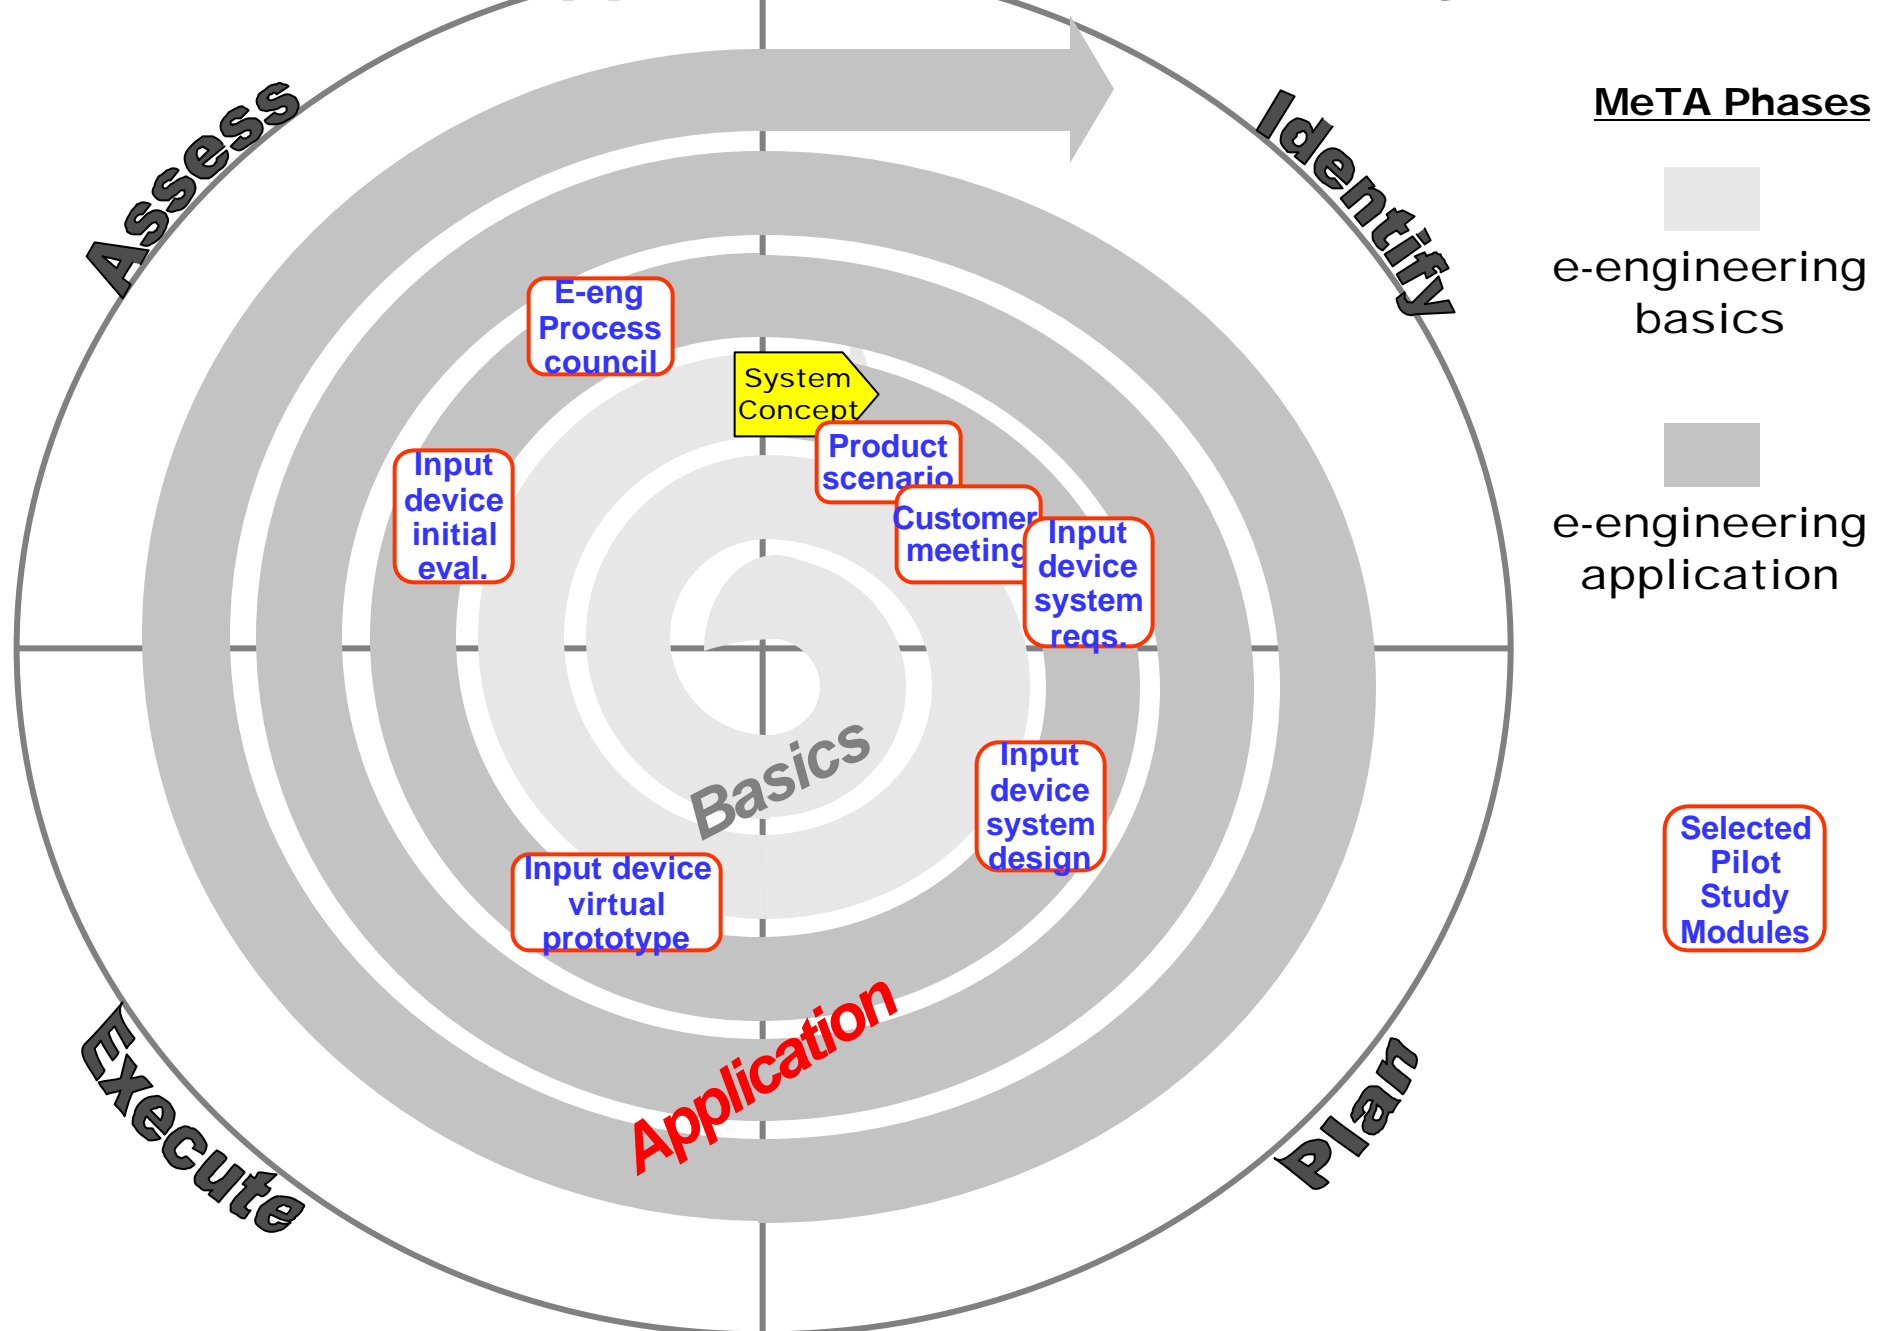 Assess
Identify
MeTA Phases
e-engineering
basics
e-engineering
application
E-eng
Process
council
System
Concept
Product
scenario
Customer
meeting
Input
device
system
reqs.
Input
device
initial
eval.
Basics
Input
device
system
design
Input device
virtual
prototype
Application
Selected
Pilot
Study
Modules
Execute
Plan